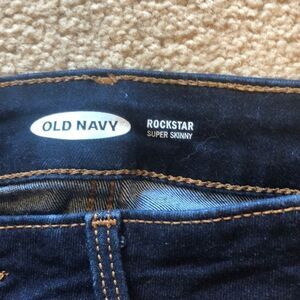 OLD NAVY
ROCKSTAR
SUPER SKINNY